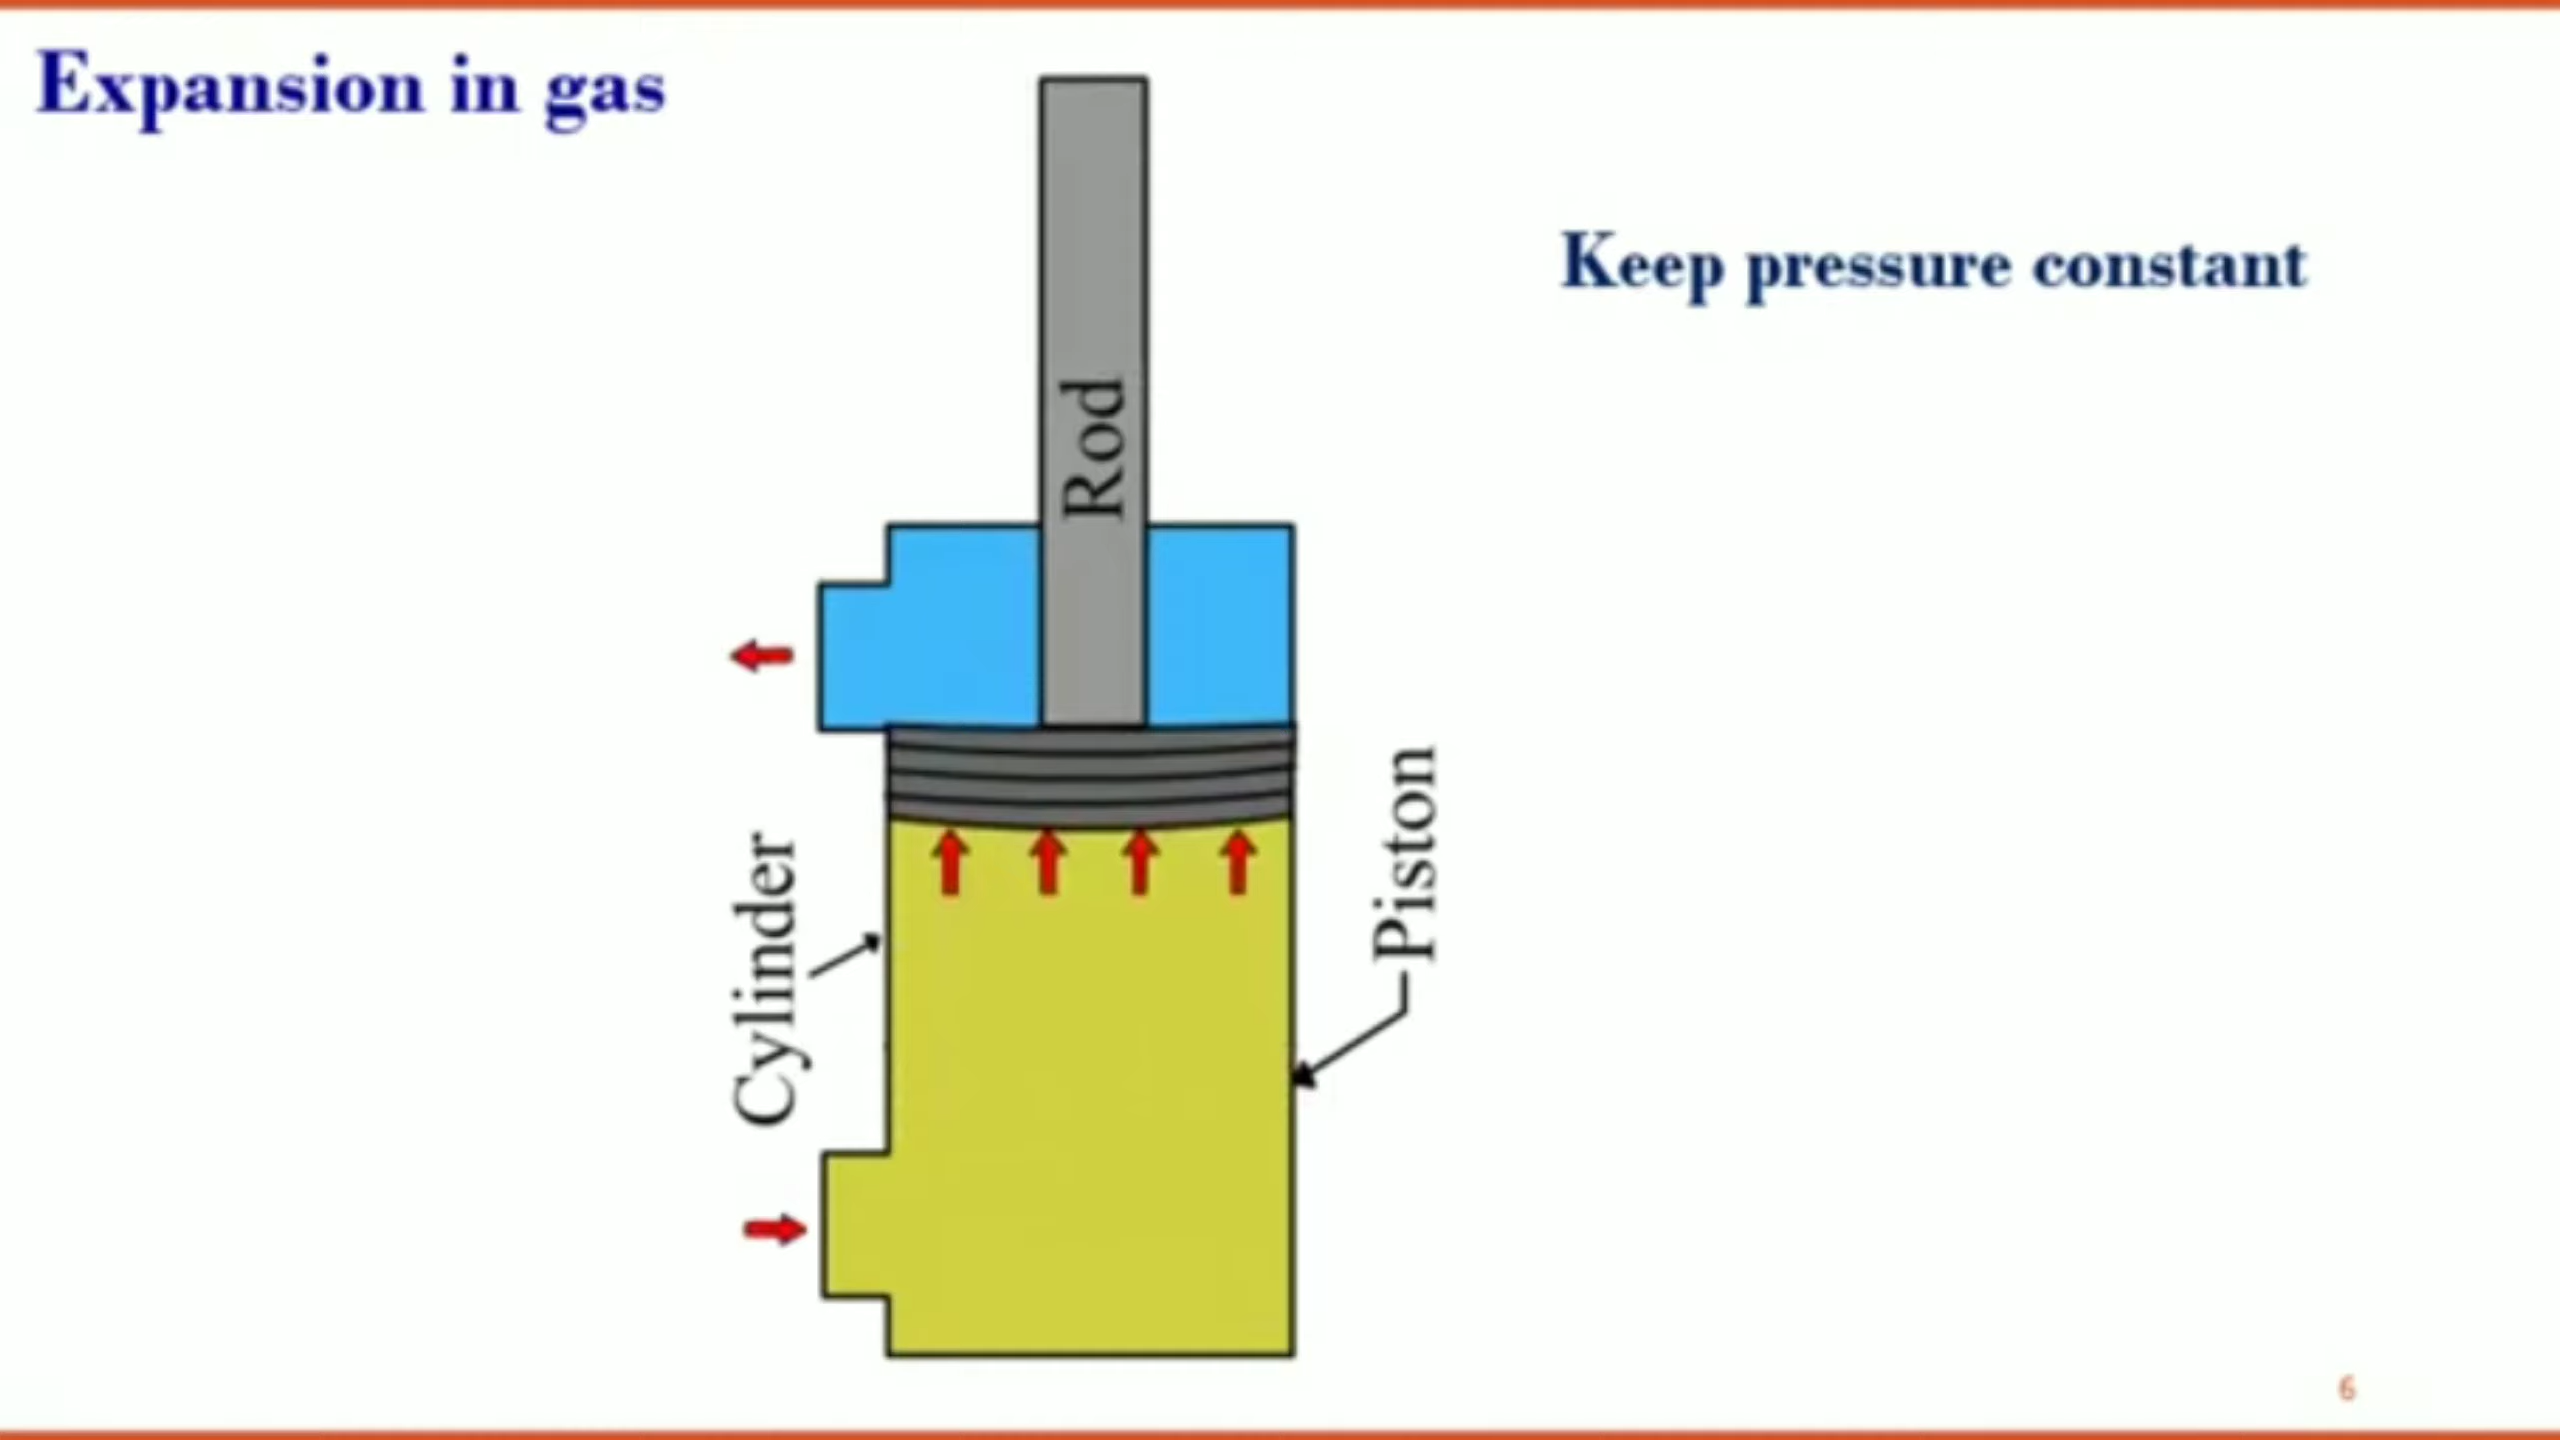 Expansion in gas
Keep pressure constant
Rod
Cylinder
Piston
6